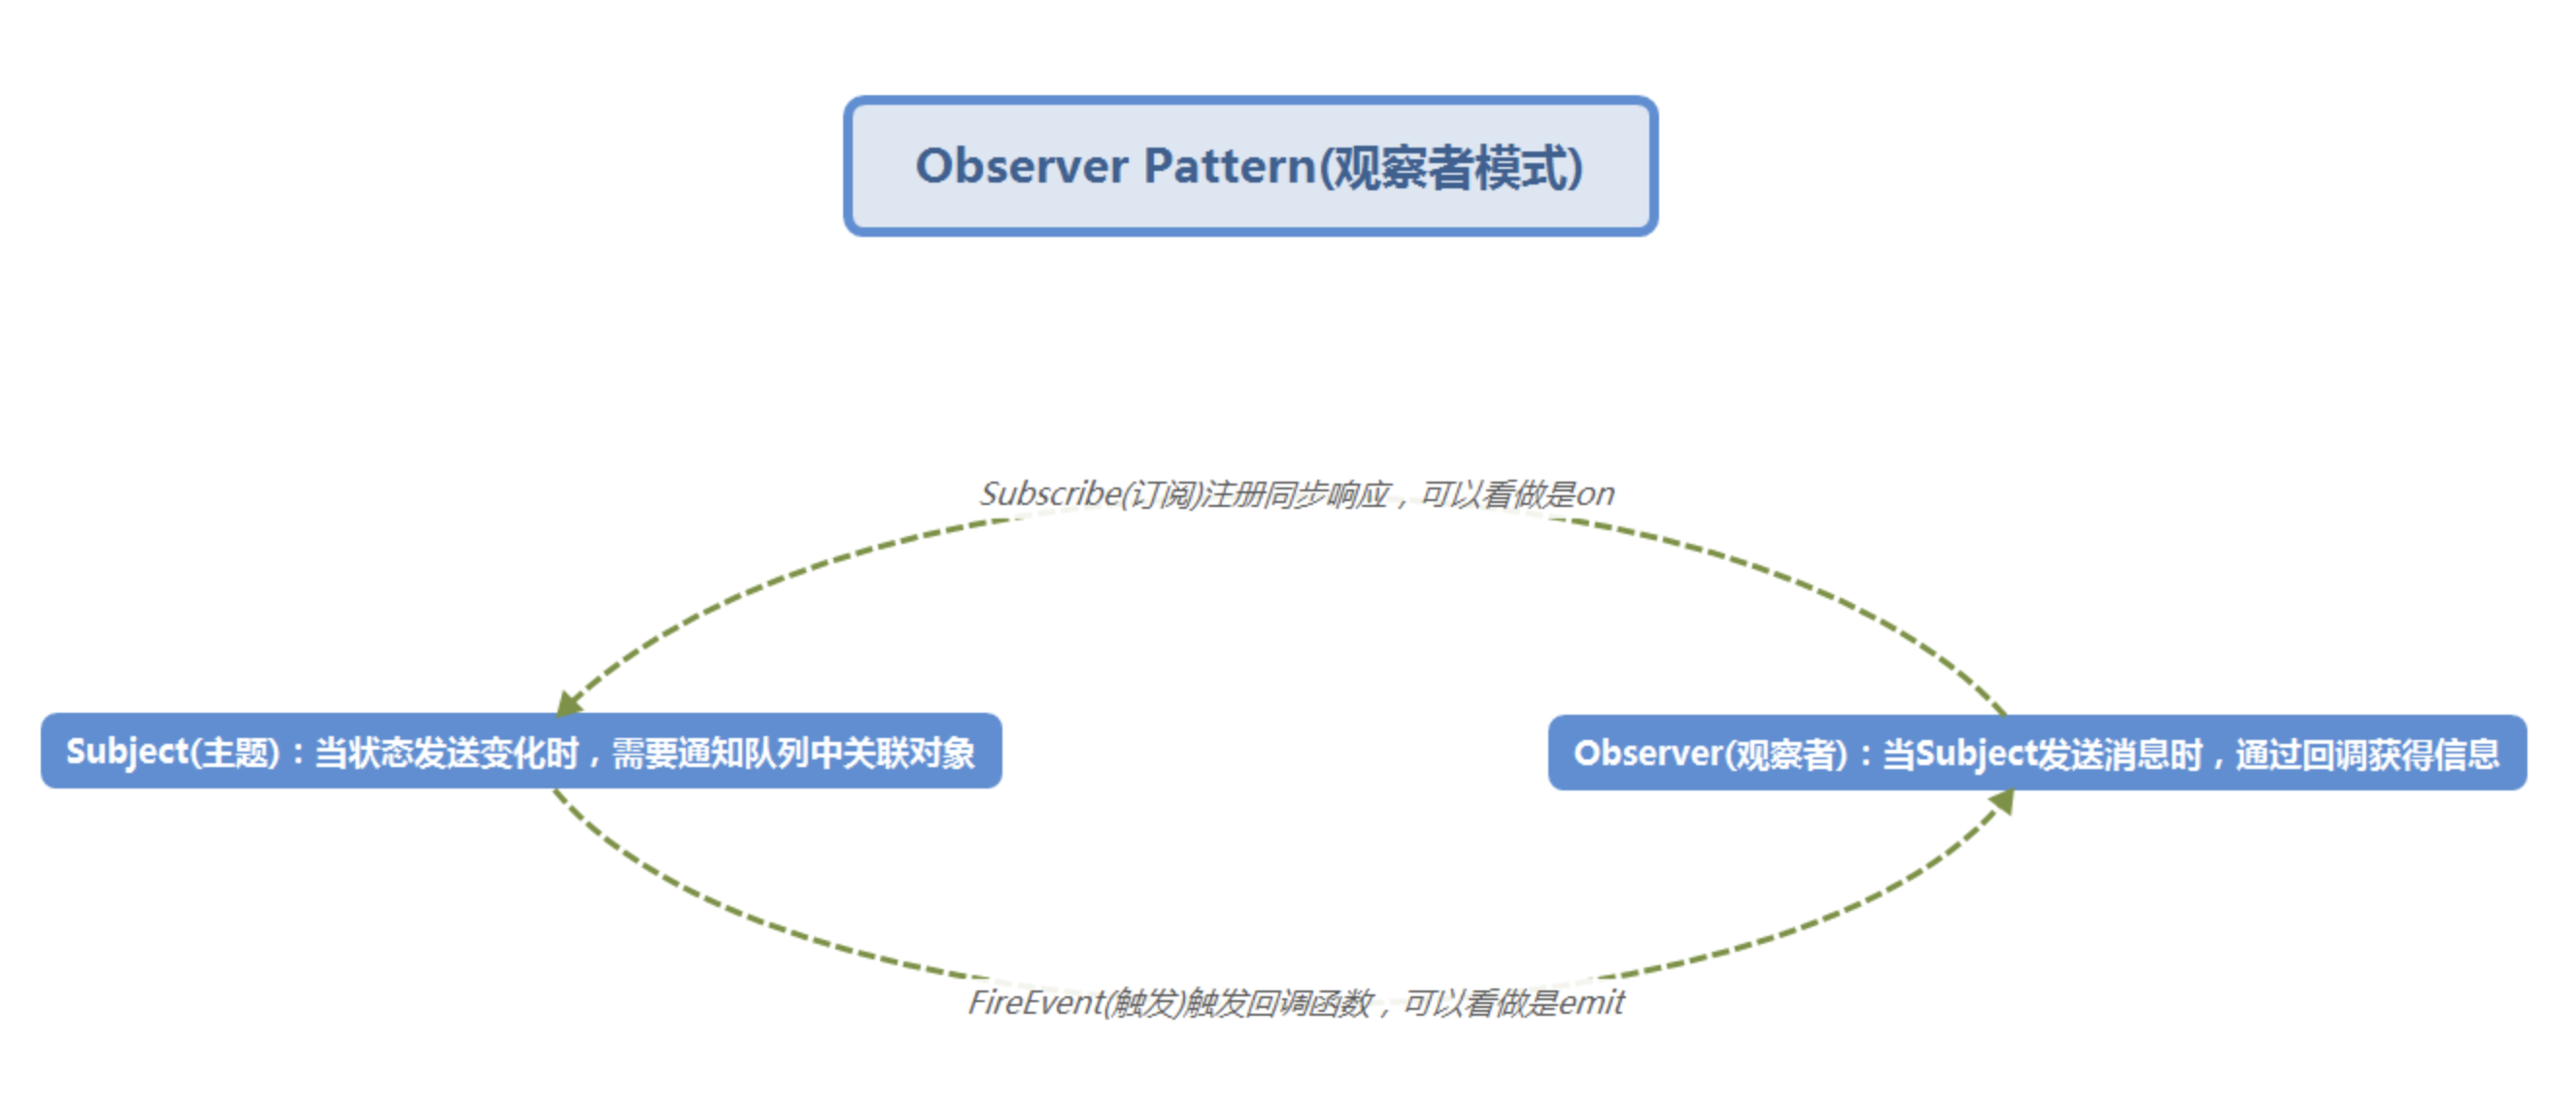 Observer Pattern(观察者模式)
Subscribe(订阅)注册同步响应，可以看做是on
Subject(主题)：当状态发送变化时，需要通知队列中关联对象
Observer(观察者)：当Subject发送消息时，通过回调获得信息
FireEvent(触发)触发回调函数，可以看做是emit